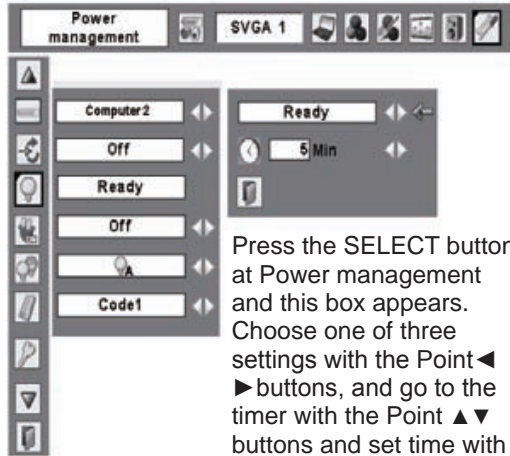 Power
management
SVGA 1
Computer2
Off
Ready
Off
A
Code1
Ready
5 Min
Press the SELECT button
at Power management
and this box appears.
Choose one of three
settings with the Point◄
►buttons, and go to the
timer with the Point ▲▼
buttons and set time with